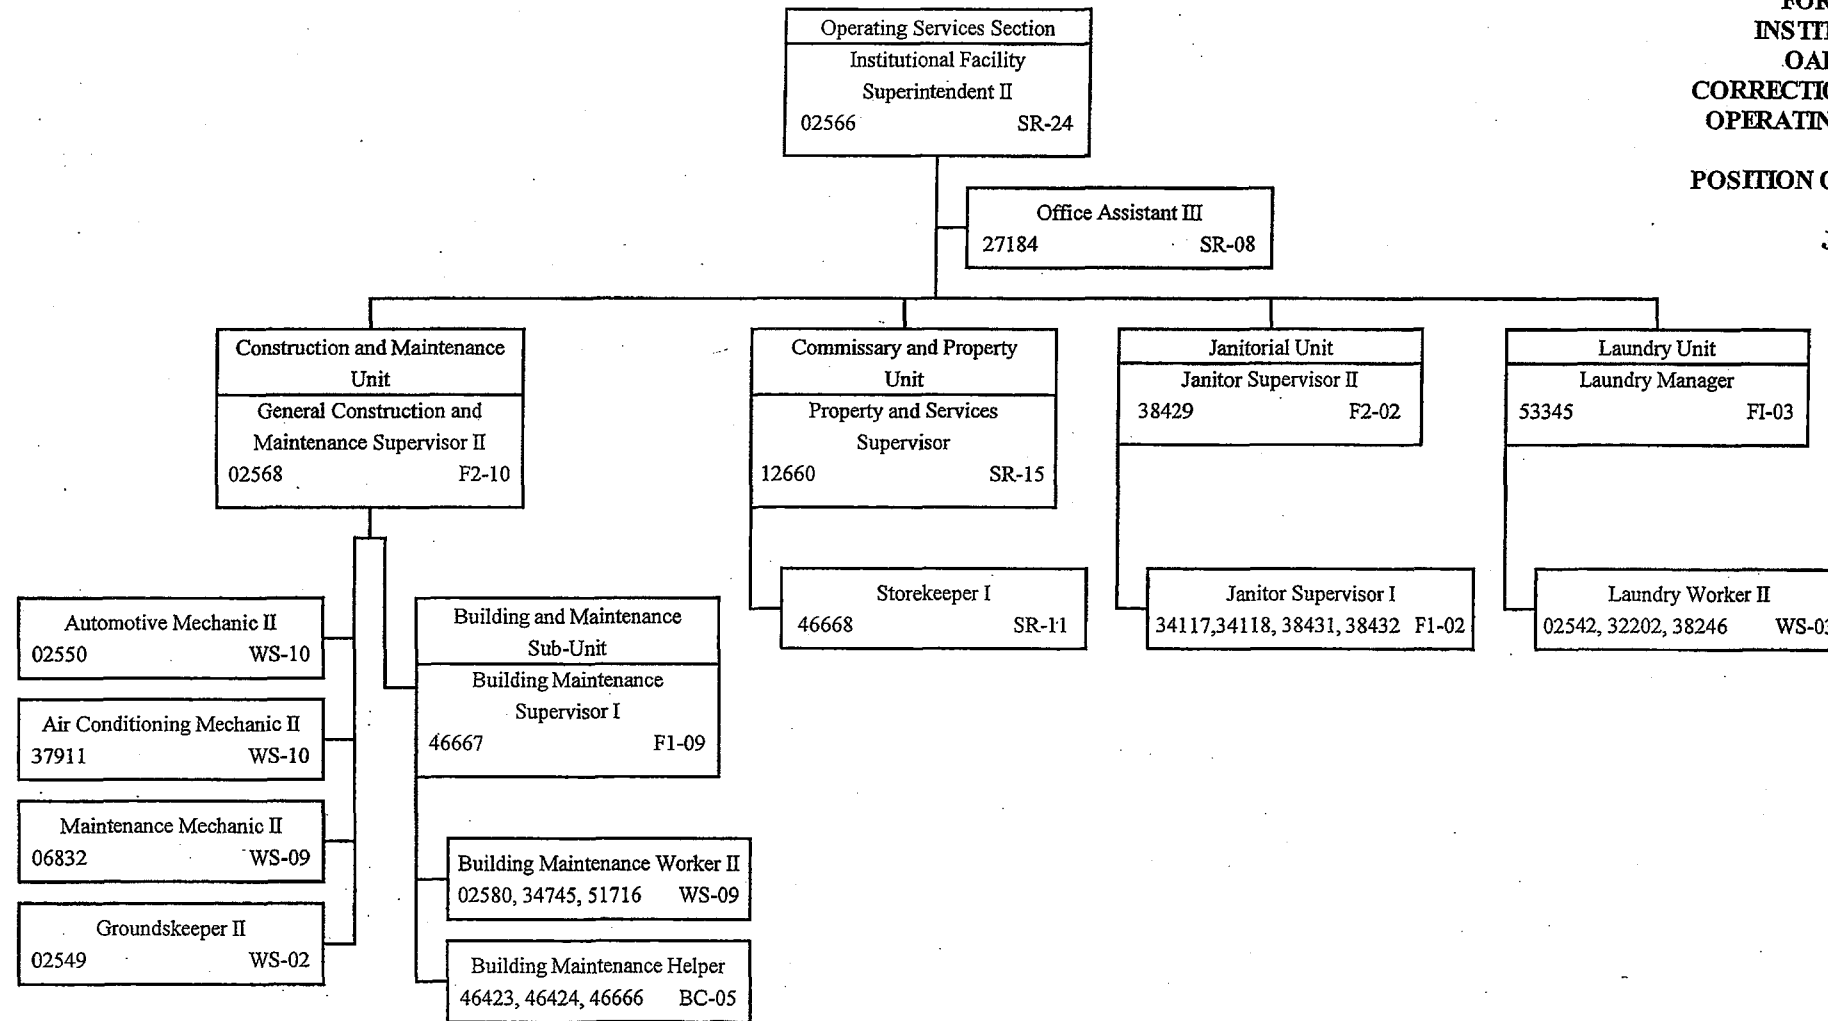 Operating Services Section
Institutional Facility
Superintendent II
02566 SR-24
INSTIT
CORRECTIO
OPERATIN
POSITION
Office Assistant III
27184 SR-08
Construction and Maintenance
Unit
General Construction and
Maintenance Supervisor II
02568 F2-10
Commissary and Property
Unit
Property and Services
Supervisor
12660 SR-15
Janitorial Unit
Janitor Supervisor II
38429 F2-02
Laundry Unit
Laundry Manager
53345 FI-03
Automotive Mechanic II
02550 WS-10
Air Conditioning Mechanic II
37911 WS-10
Maintenance Mechanic II
06832 WS-09
Groundskeeper II
02549 WS-02
Building and Maintenance
Sub-Unit
Building Maintenance
Supervisor I
46667 F1-09
Building Maintenance Worker II
02580, 34745, 51716 WS-09
Building Maintenance Helper
46423, 46424, 46666 BC-05
Storekeeper I
46668 SR-11
Janitor Supervisor I
34117,34118, 38431, 38432 F1-02
Laundry Worker II
02542, 32202, 38246 WS-03